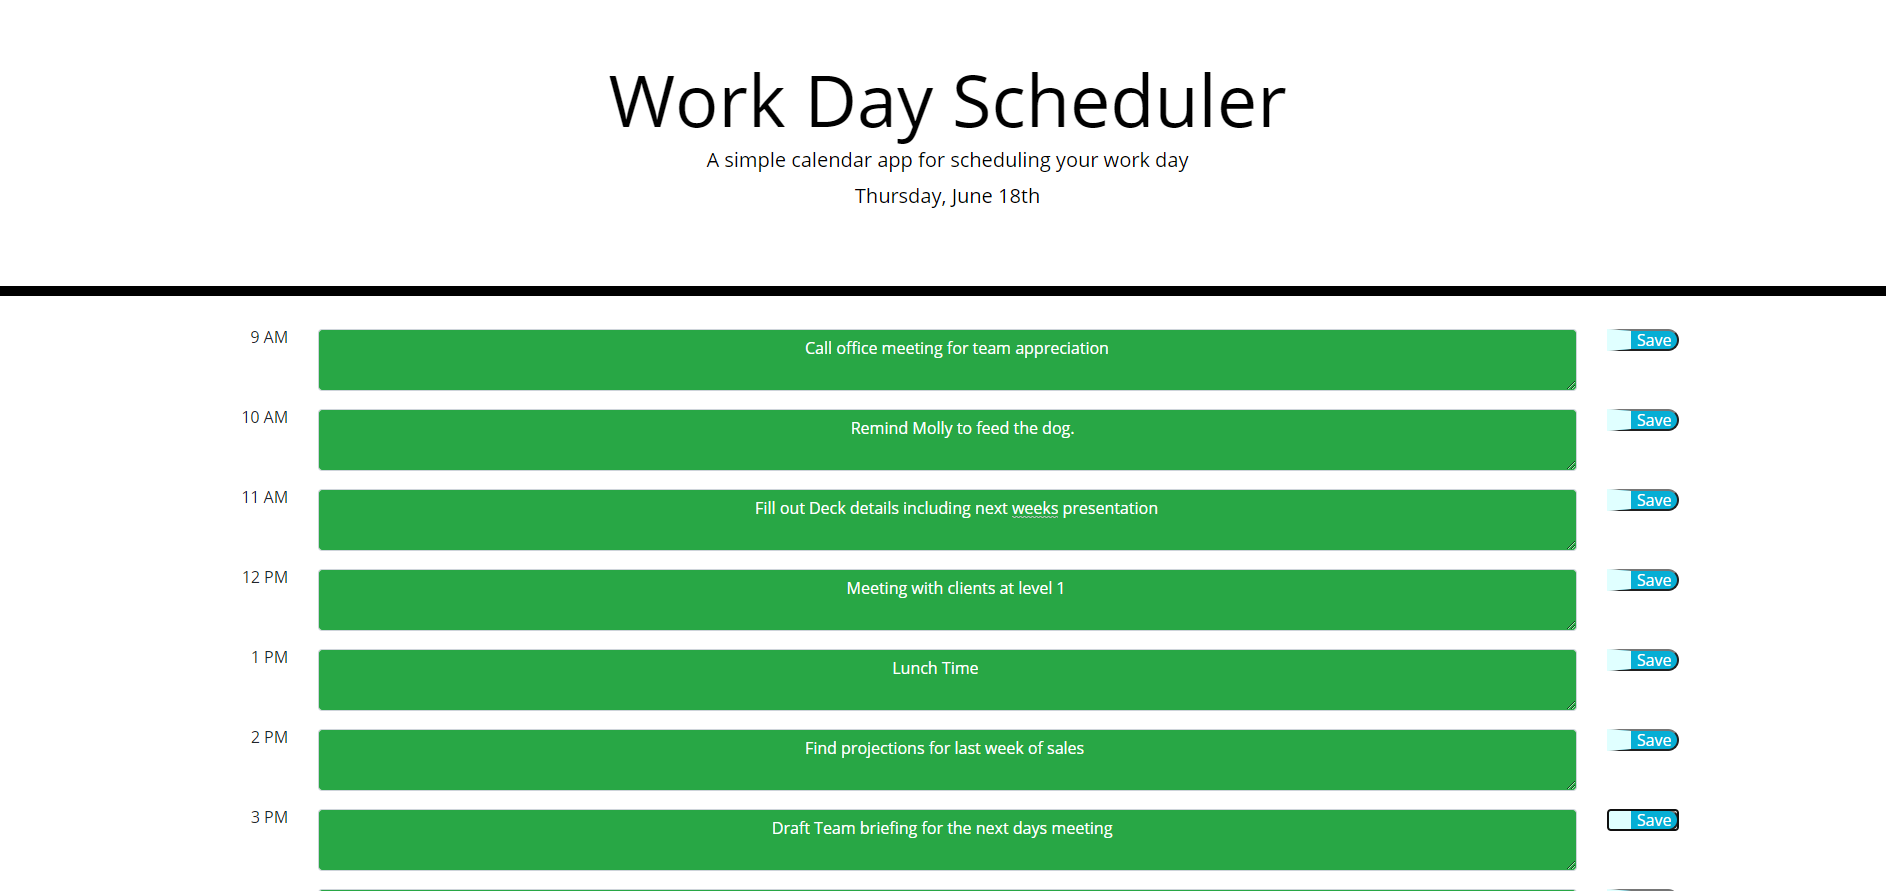 Work Day Scheduler
A simple calendar app for scheduling your work day
Thursday, June 18th
9 AM Call office meeting for team appreciation Save
10 AM Remind Molly to feed the dog. Save
11 AM Fill out Deck details including next weeks presentation Save
12 PM Meeting with clients at level 1 Save
1 PM Lunch Time Save
2 PM Find projections for last week of sales Save
3 PM Draft Team briefing for the next days meeting Save